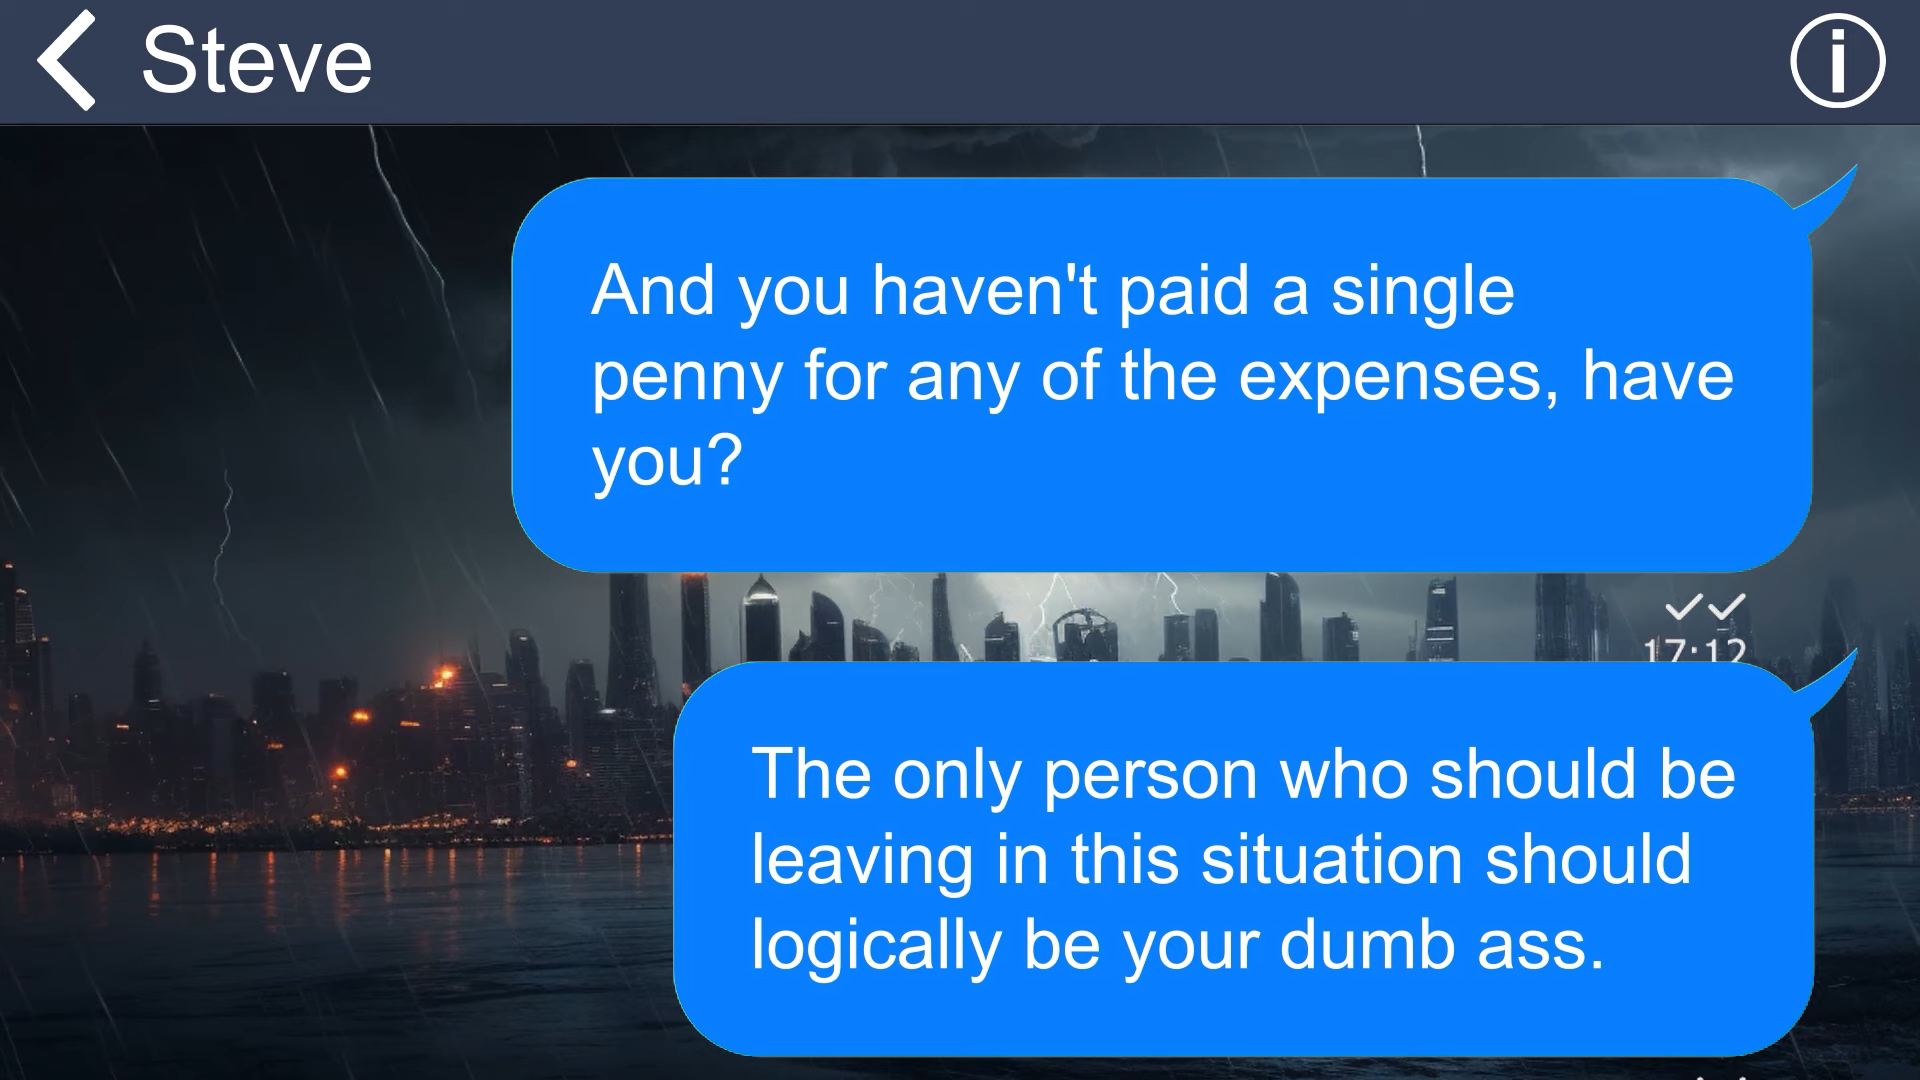 Steve
And you haven't paid a single
penny for any of the expenses, have
you?
17:12
The only person who should be
leaving in this situation should
logically be your dumb ass.